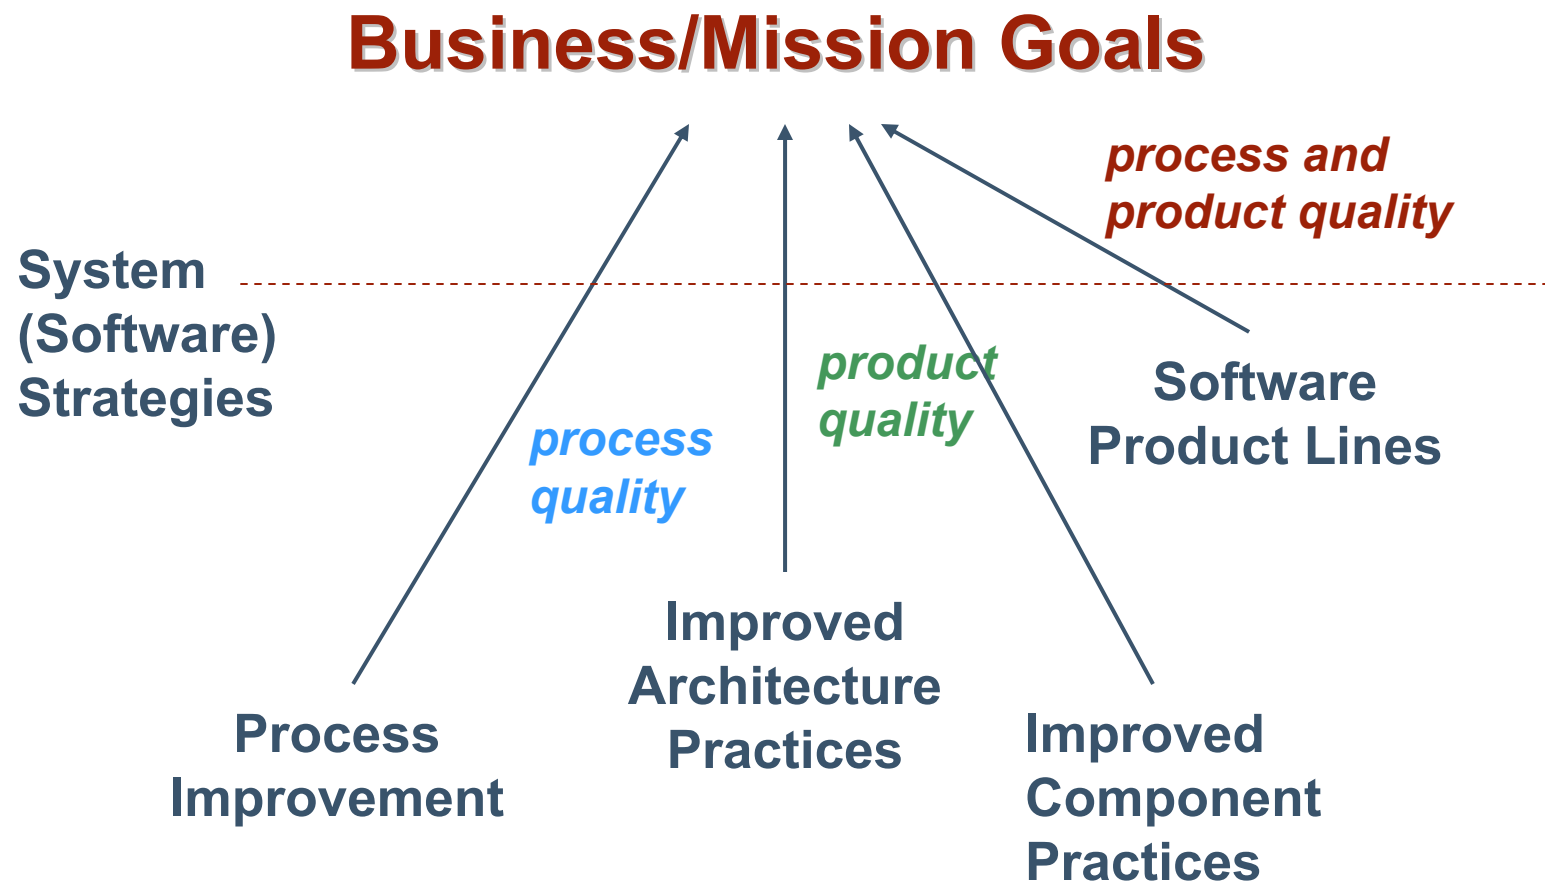 Business/Mission Goals
process and
product quality
System
(Software)
Strategies
product
quality
Software
Product Lines
process
quality
Improved
Architecture
Practices
Process
Improvement
Improved
Component
Practices